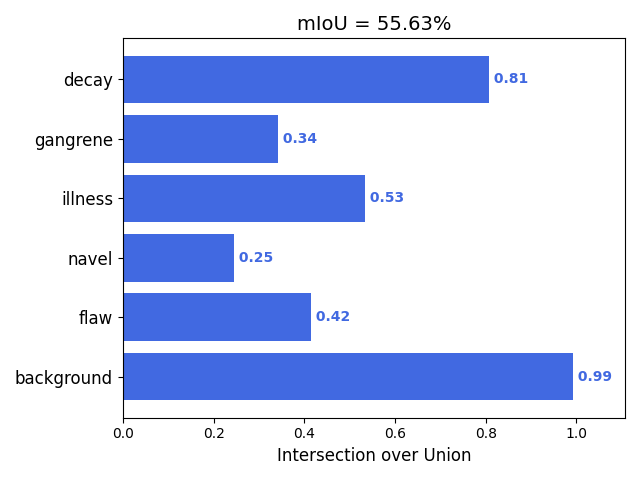 mIoU = 55.63%
decay 0.81
gangrene 0.34
illness 0.53
navel 0.25
flaw 0.42
background 0.99
0.0 0.2 0.4 0.6 0.8 1.0
Intersection over Union